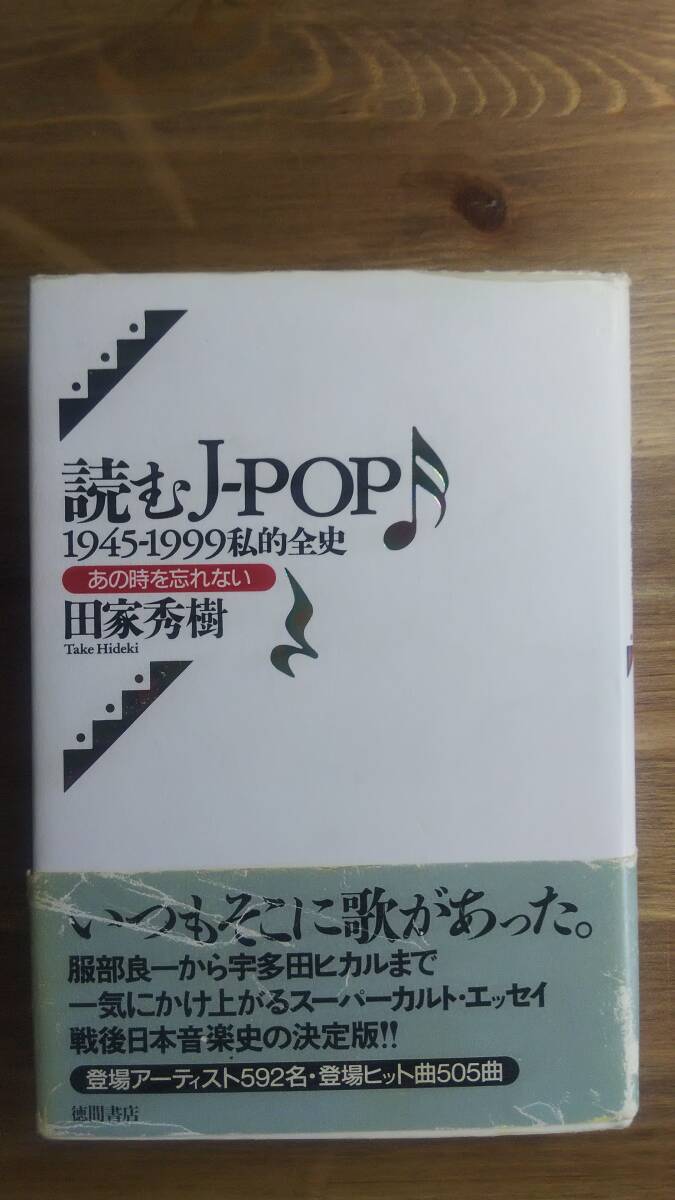 読むJ-POP
1945-1999私的全史
あの時を忘れない
田家秀樹
Take Hideki
いつもそこに歌があった。
服部良一から宇多田ヒカルまで
一気にかけ上がるスーパーカルト・エッセイ
戦後日本音楽史の決定版!!
登場アーティスト592名・登場ヒット曲505曲
徳間書店